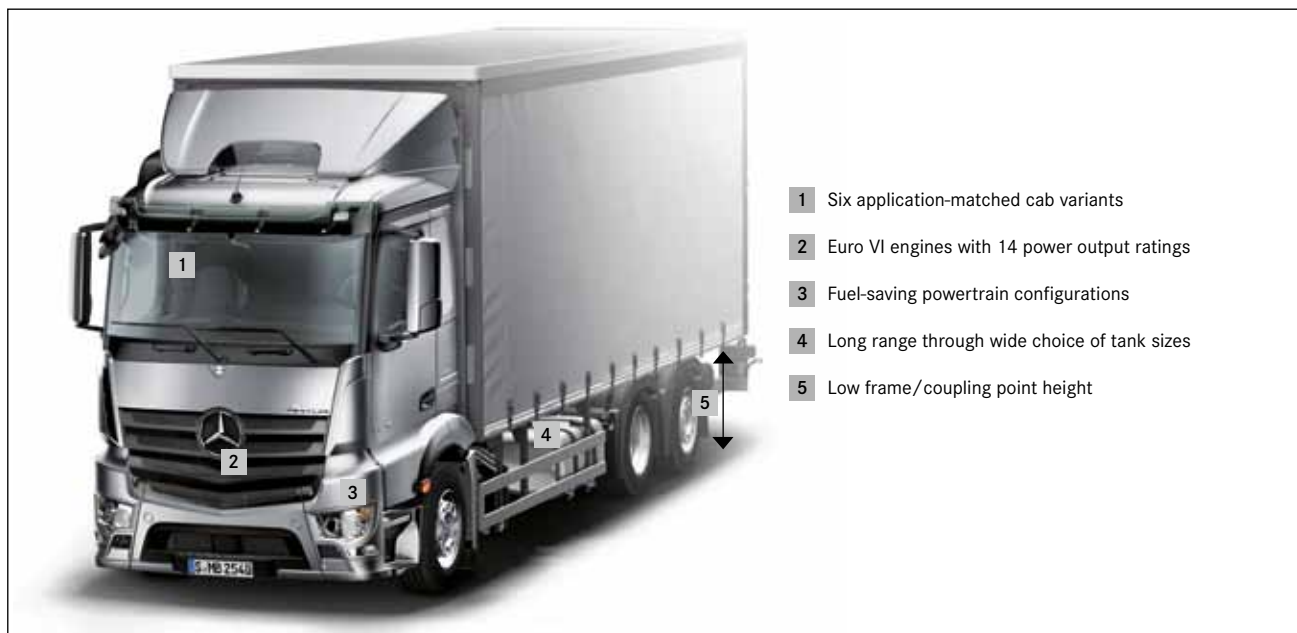 1 Six application-matched cab variants
2 Euro VI engines with 14 power output ratings
3 Fuel-saving powertrain configurations
4 Long range through wide choice of tank sizes
5 Low frame/coupling point height
1
5
4
2
3
S·MB 2540